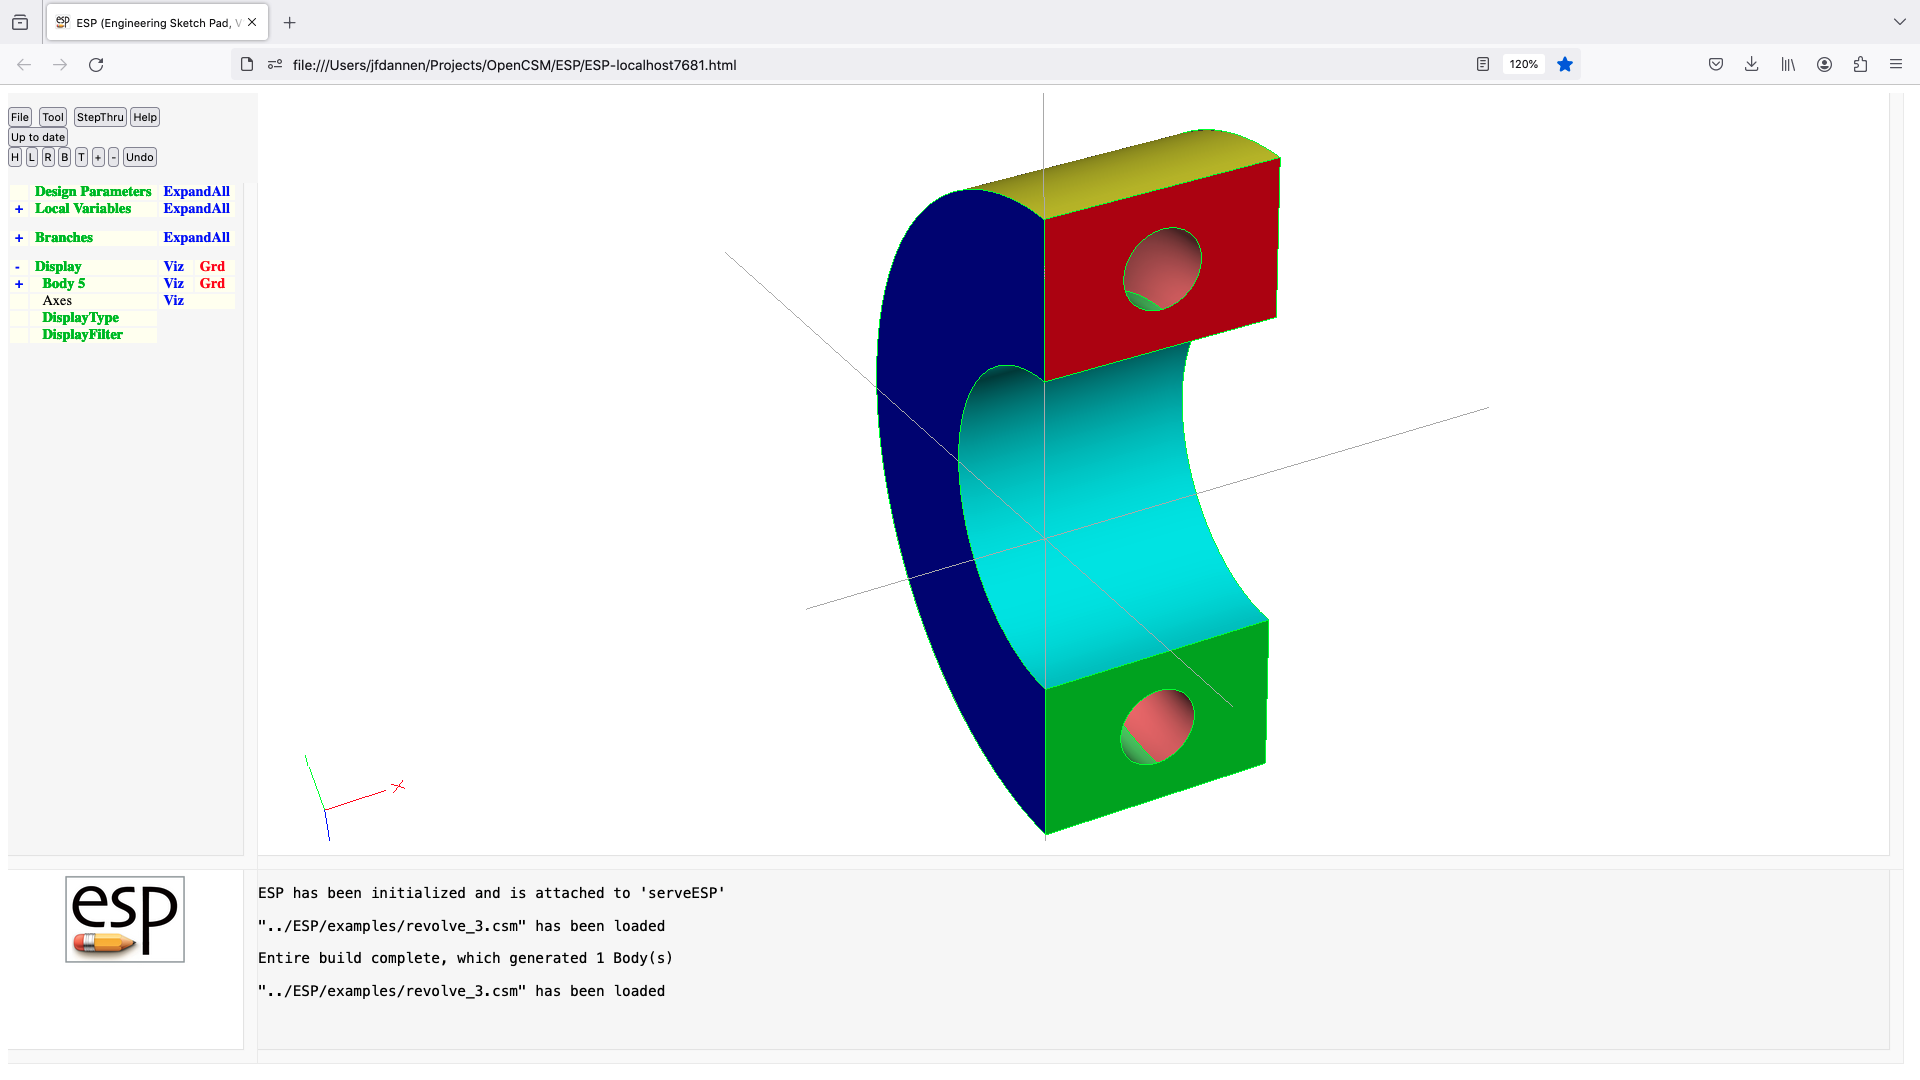 ESP (Engineering Sketch Pad, V
file:///Users/jfdannen/Projects/OpenCSM/ESP/ESP-localhost7681.html
120%
File Tool StepThru Help
Up to date
H L R B T + - Undo
Design Parameters ExpandAll
+ Local Variables ExpandAll
+ Branches ExpandAll
- Display Viz Grd
+ Body 5 Viz Grd
Axes Viz
DisplayType
DisplayFilter
X
esp
ESP has been initialized and is attached to 'serveESP'
"../ESP/examples/revolve_3.csm" has been loaded
Entire build complete, which generated 1 Body(s)
"../ESP/examples/revolve_3.csm" has been loaded